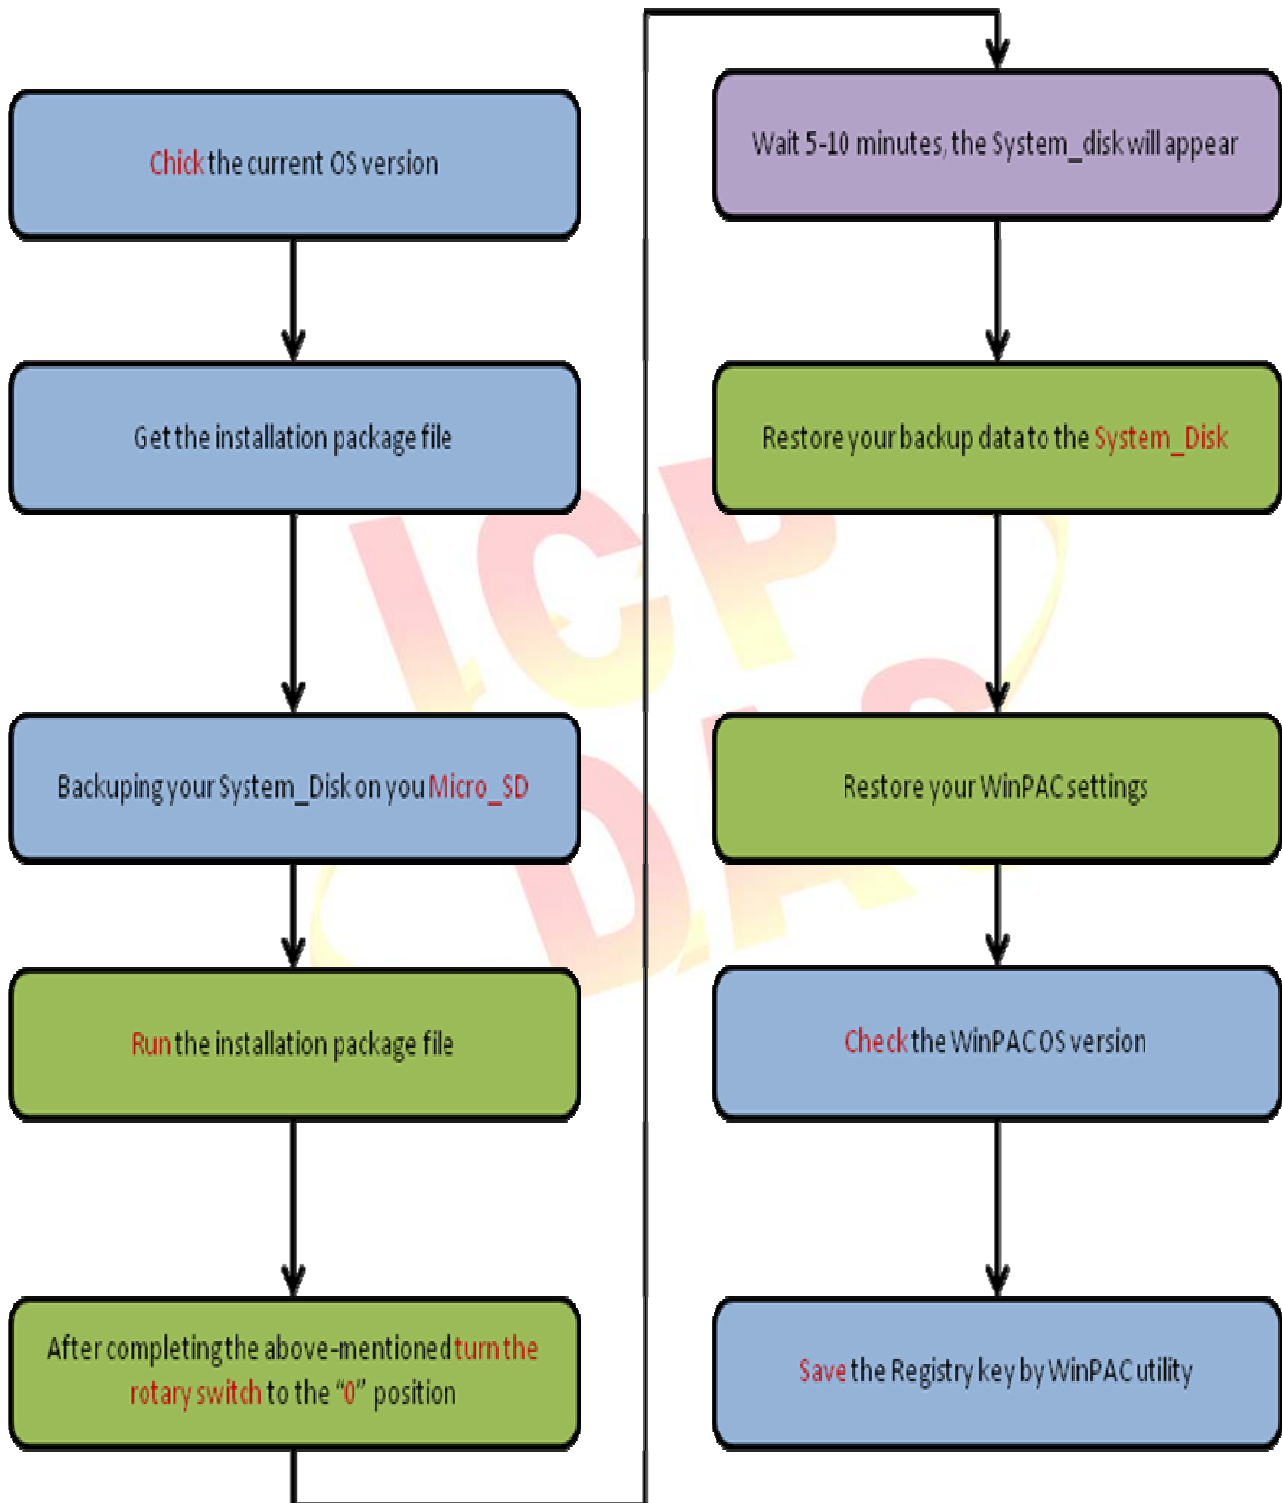 Chick the current OS version
Get the installation package file
Backuping your System_Disk on you Micro_SD
Run the installation package file
After completing the above-mentioned turn the
rotary switch to the “0” position
Wait 5-10 minutes, the System_disk will appear
Restore your backup data to the System_Disk
Restore your WinPAC settings
Check the WinPAC OS version
Save the Registry key by WinPAC utility
ICP
DAS